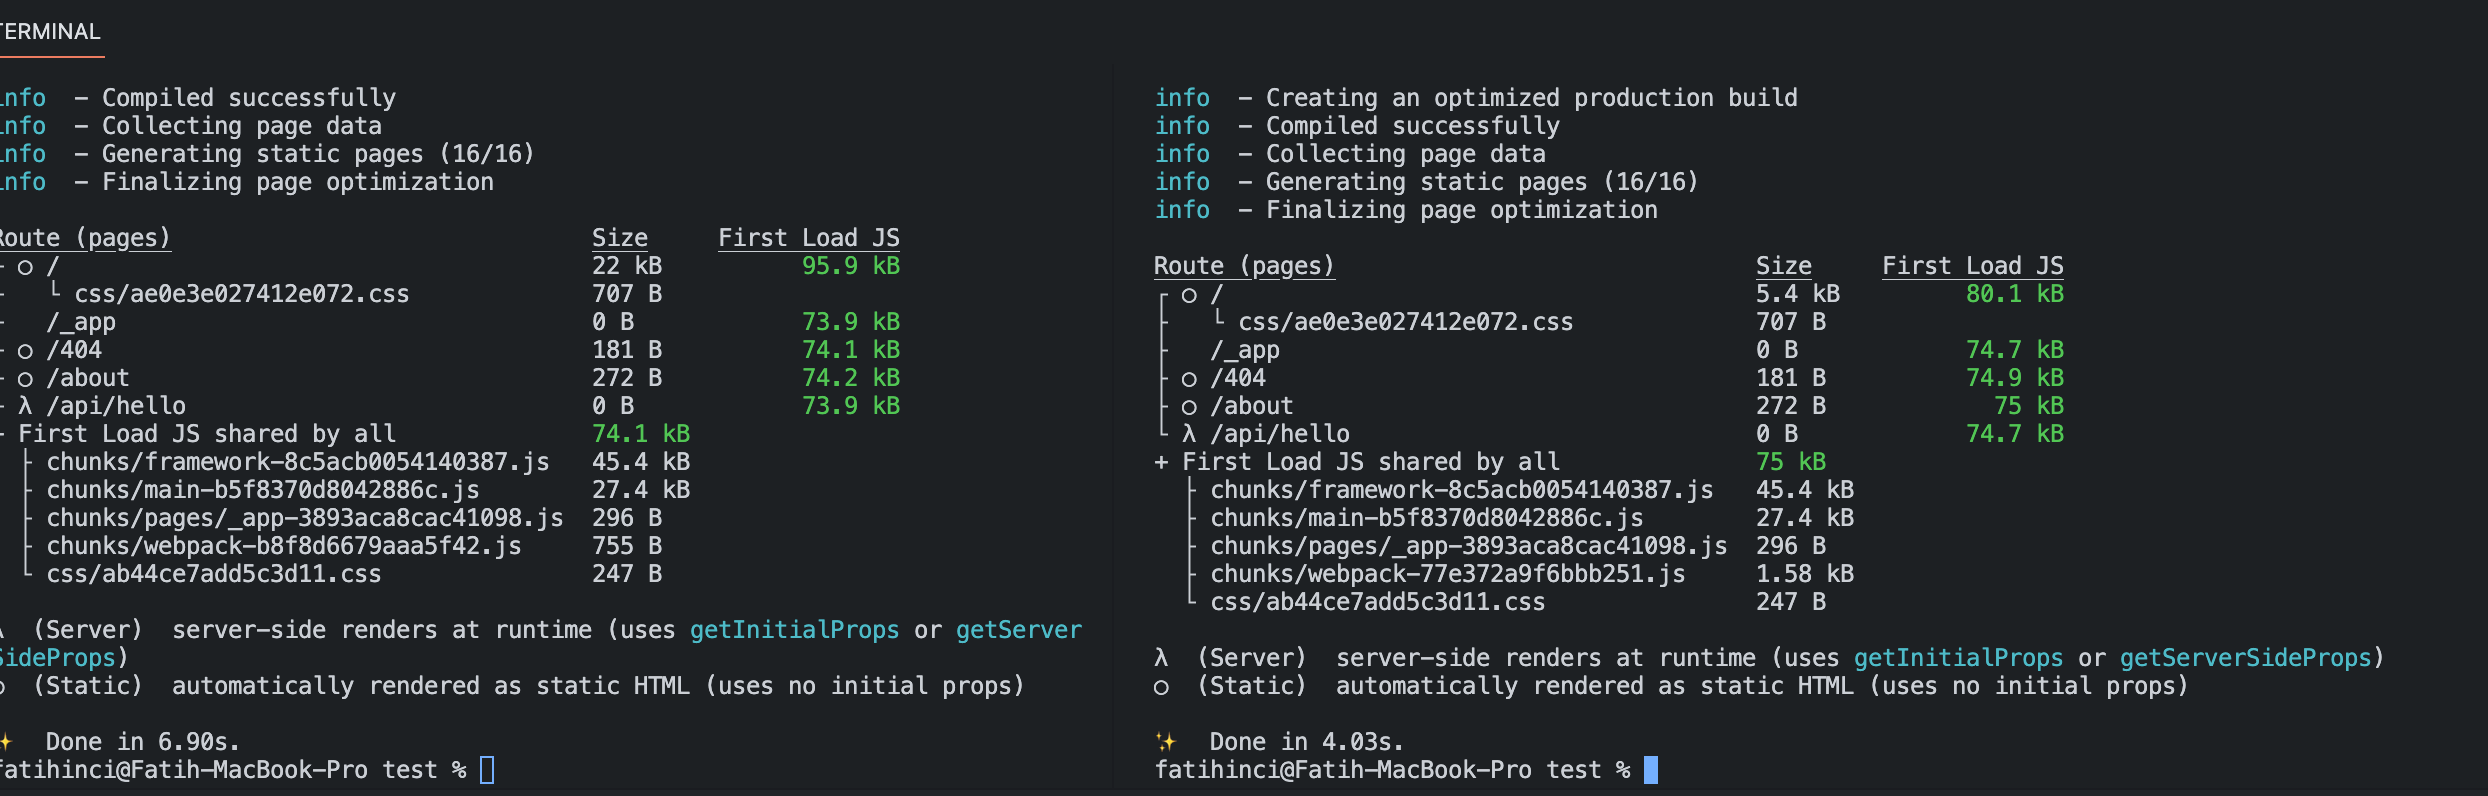 TERMINAL
info  - Compiled successfully
info  - Collecting page data
info  - Generating static pages (16/16)
info  - Finalizing page optimization
Route (pages)                              Size     First Load JS
○ /                                        22 kB          95.9 kB
└ css/ae0e3e027412e072.css                 707 B
/_app                                      0 B            73.9 kB
○ /404                                     181 B          74.1 kB
○ /about                                   272 B          74.2 kB
λ /api/hello                               0 B            73.9 kB
First Load JS shared by all                74.1 kB
├ chunks/framework-8c5acb0054140387.js     45.4 kB
├ chunks/main-b5f8370d8042886c.js          27.4 kB
├ chunks/pages/_app-3893aca8cac41098.js    296 B
├ chunks/webpack-b8f8d6679aaa5f42.js       755 B
└ css/ab44ce7add5c3d11.css                 247 B
λ  (Server)  server-side renders at runtime (uses getInitialProps or getServer
SideProps)
○  (Static)  automatically rendered as static HTML (uses no initial props)
✨  Done in 6.90s.
fatihinci@Fatih-MacBook-Pro test %
info  - Creating an optimized production build
info  - Compiled successfully
info  - Collecting page data
info  - Generating static pages (16/16)
info  - Finalizing page optimization
Route (pages)                              Size     First Load JS
┌ ○ /                                      5.4 kB         80.1 kB
├   └ css/ae0e3e027412e072.css             707 B
├   /_app                                  0 B            74.7 kB
├ ○ /404                                   181 B          74.9 kB
├ ○ /about                                 272 B            75 kB
└ λ /api/hello                             0 B            74.7 kB
+ First Load JS shared by all              75 kB
├ chunks/framework-8c5acb0054140387.js     45.4 kB
├ chunks/main-b5f8370d8042886c.js          27.4 kB
├ chunks/pages/_app-3893aca8cac41098.js    296 B
├ chunks/webpack-77e372a9f6bbb251.js       1.58 kB
└ css/ab44ce7add5c3d11.css                 247 B
λ  (Server)  server-side renders at runtime (uses getInitialProps or getServerSideProps)
○  (Static)  automatically rendered as static HTML (uses no initial props)
✨  Done in 4.03s.
fatihinci@Fatih-MacBook-Pro test %